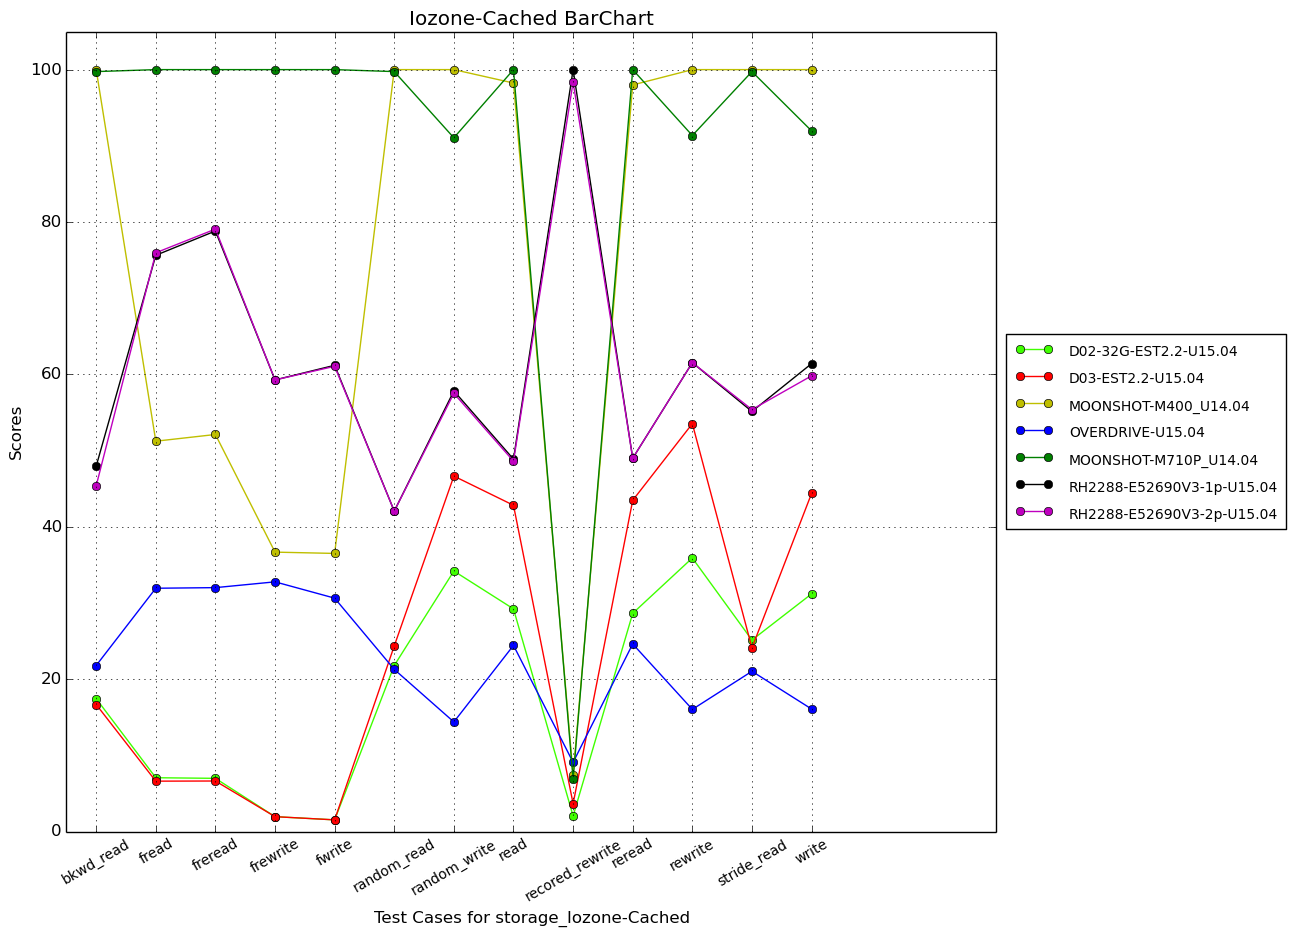 Iozone-Cached BarChart
100
80
60
40
20
0
Scores
bkwd_read
fread
freread
frewrite
fwrite
random_read
random_write
read
recored_rewrite
reread
rewrite
stride_read
write
Test Cases for storage_Iozone-Cached
D02-32G-EST2.2-U15.04
D03-EST2.2-U15.04
MOONSHOT-M400_U14.04
OVERDRIVE-U15.04
MOONSHOT-M710P_U14.04
RH2288-E52690V3-1p-U15.04
RH2288-E52690V3-2p-U15.04